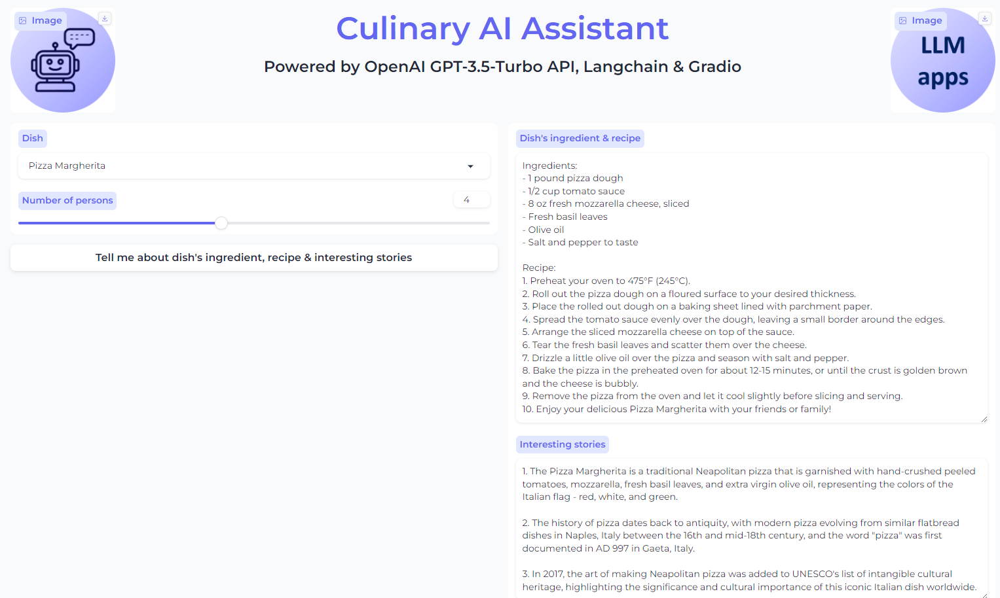 Image
Culinary AI Assistant
Powered by OpenAI GPT-3.5-Turbo API, Langchain & Gradio
Image
LLM
apps
Dish
Pizza Margherita
Number of persons
4
Tell me about dish's ingredient, recipe & interesting stories
Dish's ingredient & recipe
Ingredients:
- 1 pound pizza dough
- 1/2 cup tomato sauce
- 8 oz fresh mozzarella cheese, sliced
- Fresh basil leaves
- Olive oil
- Salt and pepper to taste
Recipe:
1. Preheat your oven to 475°F (245°C).
2. Roll out the pizza dough on a floured surface to your desired thickness.
3. Place the rolled out dough on a baking sheet lined with parchment paper.
4. Spread the tomato sauce evenly over the dough, leaving a small border around the edges.
5. Arrange the sliced mozzarella cheese on top of the sauce.
6. Tear the fresh basil leaves and scatter them over the cheese.
7. Drizzle a little olive oil over the pizza and season with salt and pepper.
8. Bake the pizza in the preheated oven for about 12-15 minutes, or until the crust is golden brown
and the cheese is bubbly.
9. Remove the pizza from the oven and let it cool slightly before slicing and serving.
10. Enjoy your delicious Pizza Margherita with your friends or family!
Interesting stories
1. The Pizza Margherita is a traditional Neapolitan pizza that is garnished with hand-crushed peeled
tomatoes, mozzarella, fresh basil leaves, and extra virgin olive oil, representing the colors of the
Italian flag - red, white, and green.
2. The history of pizza dates back to antiquity, with modern pizza evolving from similar flatbread
dishes in Naples, Italy between the 16th and mid-18th century, and the word "pizza" was first
documented in AD 997 in Gaeta, Italy.
3. In 2017, the art of making Neapolitan pizza was added to UNESCO's list of intangible cultural
heritage, highlighting the significance and cultural importance of this iconic Italian dish worldwide.